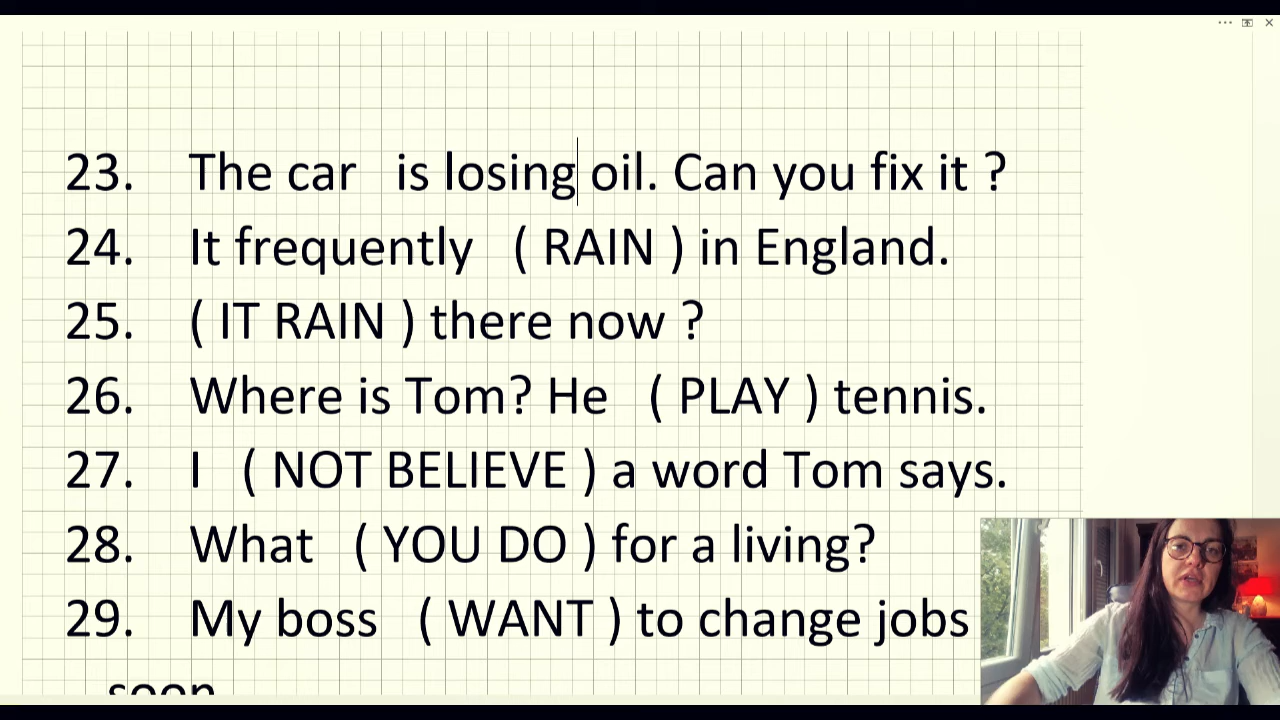 23. The car is losing oil. Can you fix it ?
24. It frequently ( RAIN ) in England.
25. ( IT RAIN ) there now ?
26. Where is Tom? He ( PLAY ) tennis.
27. I ( NOT BELIEVE ) a word Tom says.
28. What ( YOU DO ) for a living?
29. My boss ( WANT ) to change jobs
soon